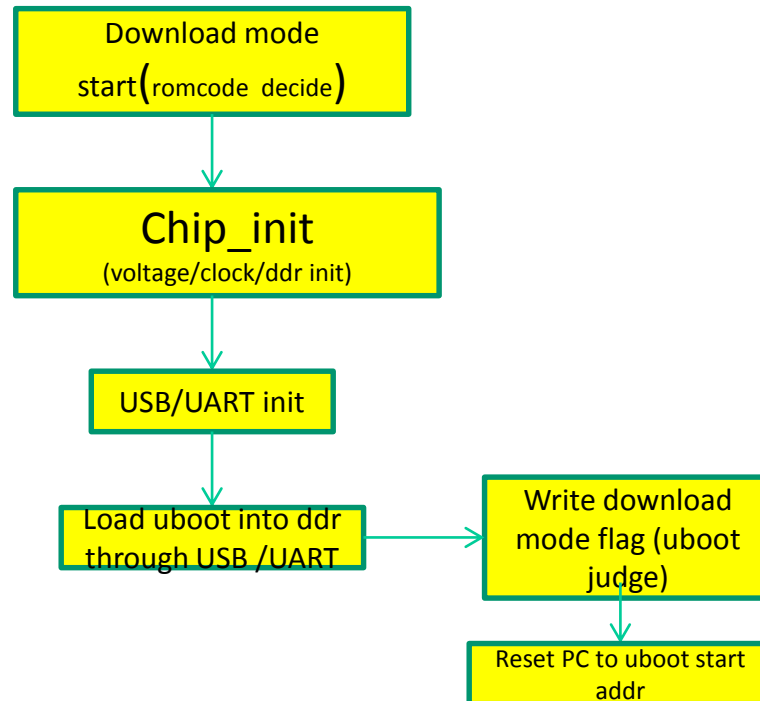 Download mode
start(romcode decide)
Chip_init
(voltage/clock/ddr init)
USB/UART init
Load uboot into ddr
through USB /UART
Write download
mode flag (uboot
judge)
Reset PC to uboot start
addr